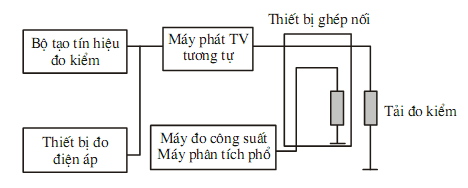 Thiết bị ghép nối
Bộ tạo tín hiệu
đo kiểm
Máy phát TV
tương tự
Tải đo kiểm
Thiết bị đo
điện áp
Máy đo công suất
Máy phân tích phổ